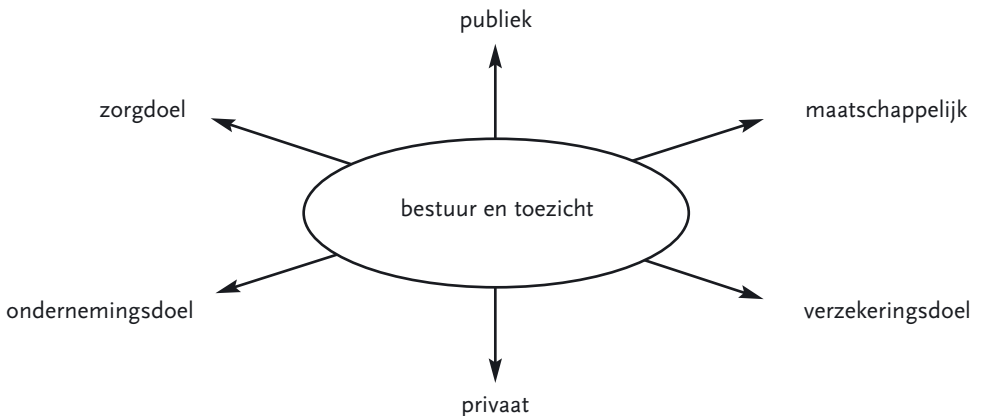 publiek
zorgdoel
maatschappelijk
bestuur en toezicht
ondernemingsdoel
verzekeringsdoel
privaat